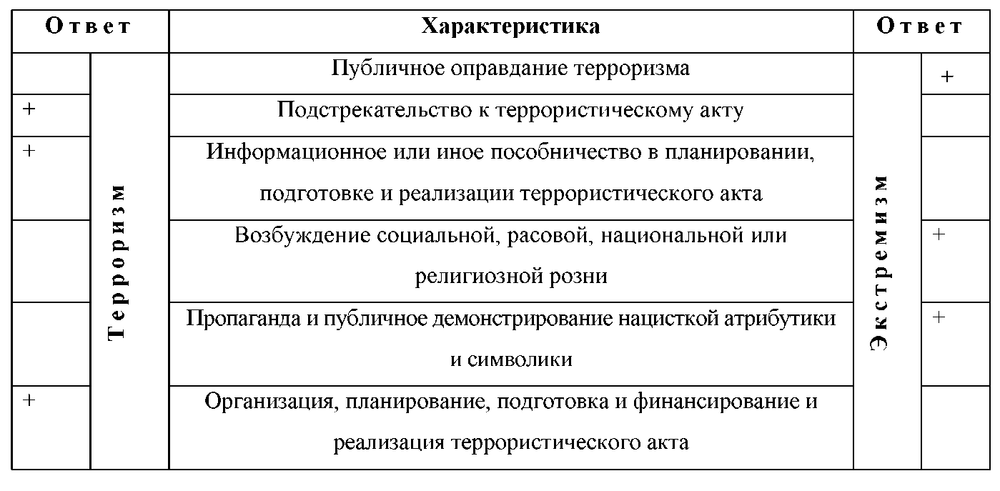 Ответ Характеристика Ответ
Публичное оправдание терроризма +
+ Подстрекательство к террористическому акту
+ Информационное или иное пособничество в планировании,
подготовке и реализации террористического акта
Возбуждение социальной, расовой, национальной или +
религиозной розни
Пропаганда и публичное демонстрирование нацисткой атрибутики +
и символики
+ Организация, планирование, подготовка и финансирование и
реализация террористического акта
Терроризм
Экстремизм